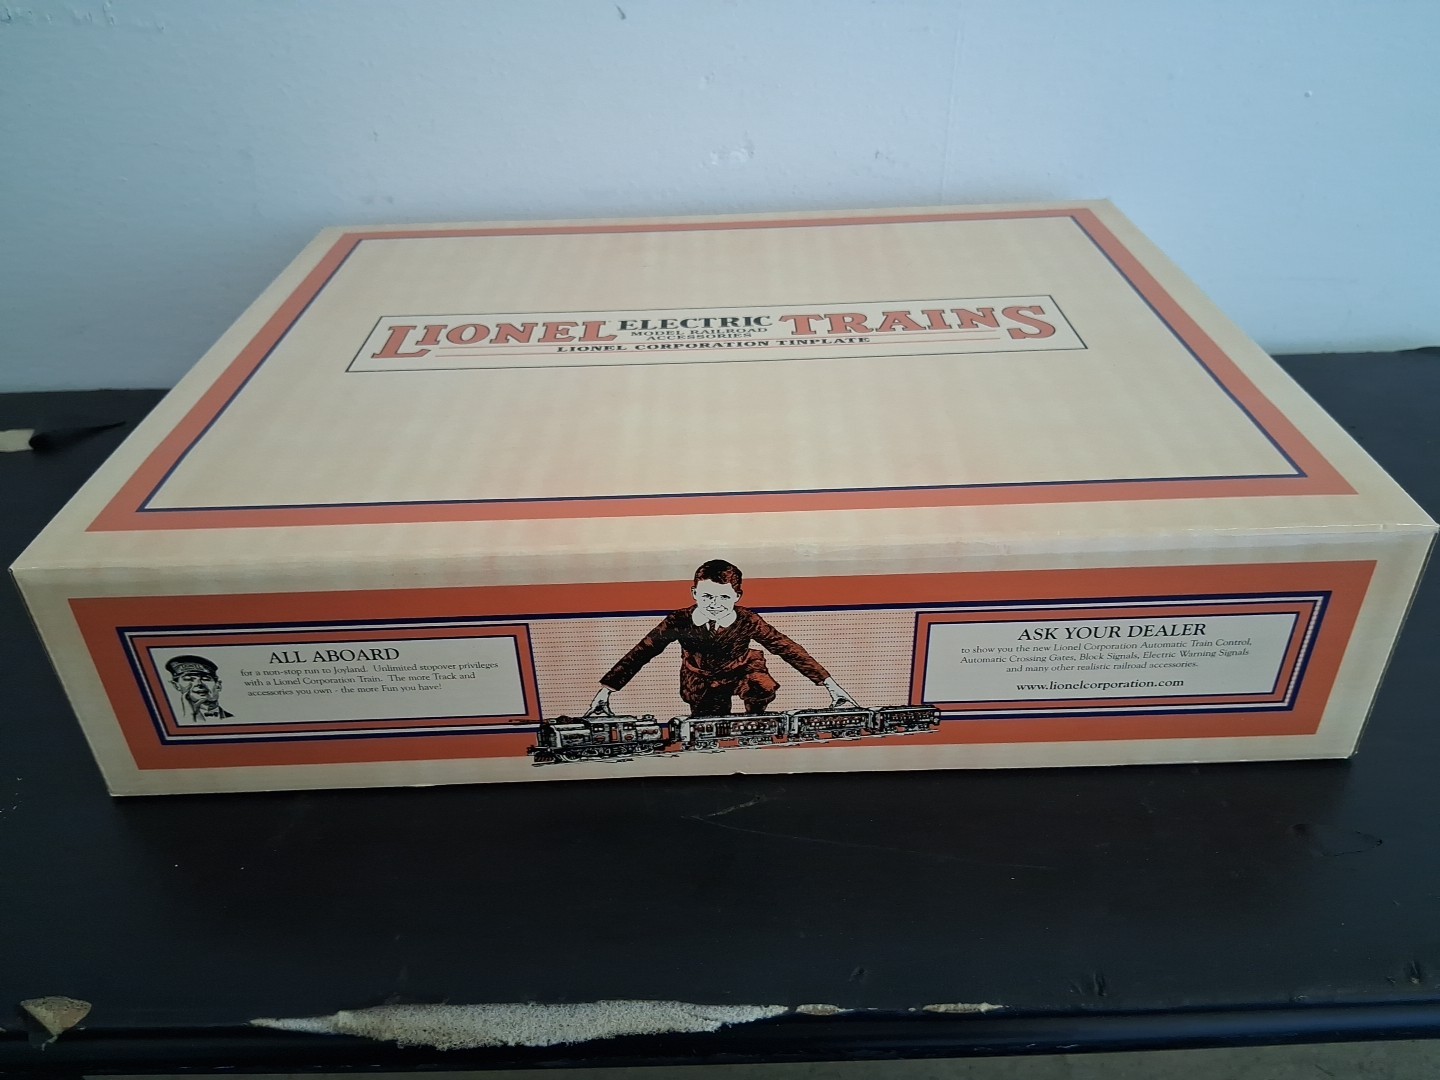 LIONEL ELECTRIC TRAINS
MODEL RAILROAD
ACCESSORIES
LIONEL CORPORATION TINPLATE
ALL ABOARD
for a non-stop run to Joyland. Unlimited stopover privileges
with a Lionel Corporation Train. The more Track and
accessories you own - the more Fun you have!
ASK YOUR DEALER
to show you the new Lionel Corporation Automatic Train Control,
Automatic Crossing Gates, Block Signals, Electric Warning Signals
and many other realistic railroad accessories.
www.lionelcorporation.com